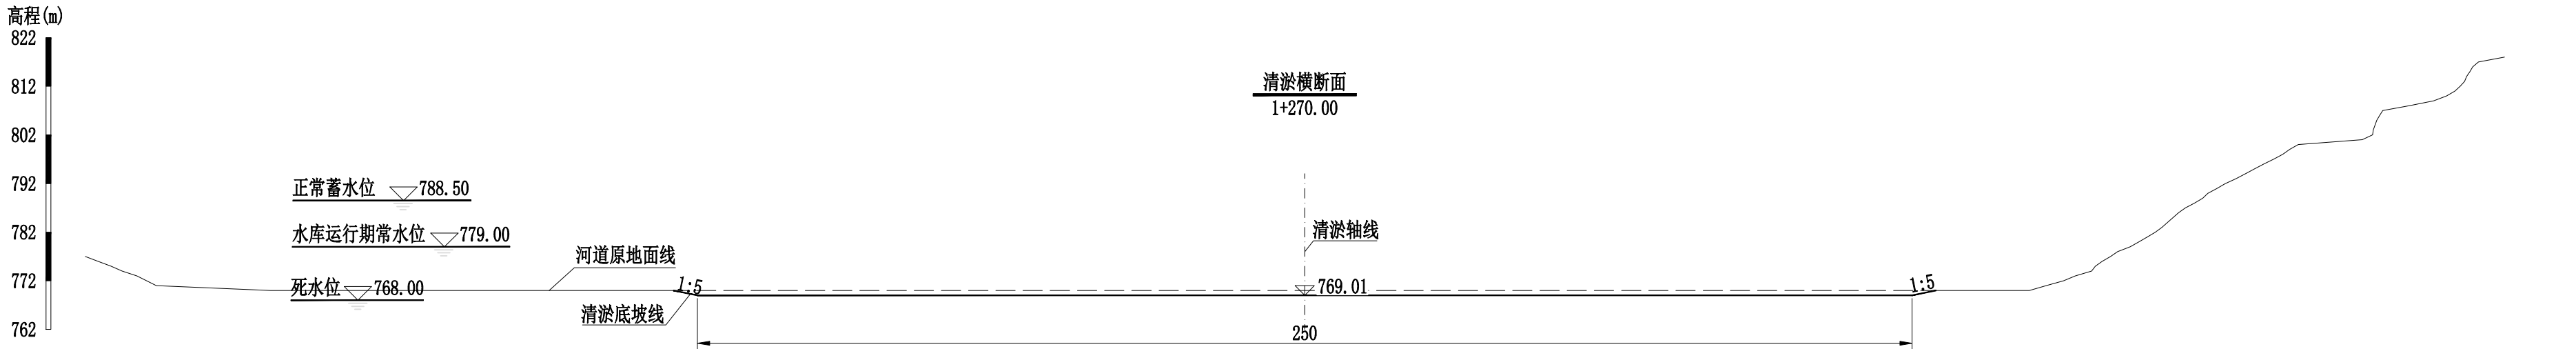 高程(m)
822
812
802
792
782
772
762
清淤横断面
1+270.00
正常蓄水位 788.50
水库运行期常水位 779.00
死水位 768.00
河道原地面线
清淤底坡线
1:5
清淤轴线
769.01
250
1:5